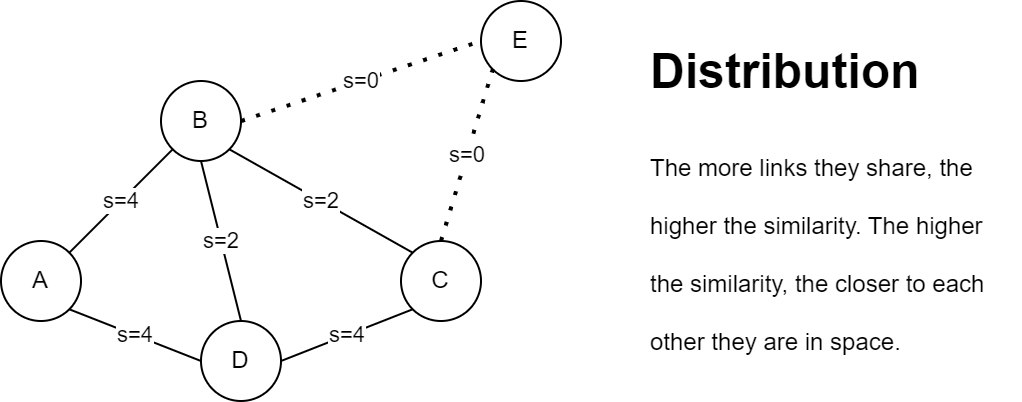 E
Distribution
s=0
B
s=0
The more links they share, the
s=4
s=2
higher the similarity. The higher
s=2
A
C
the similarity, the closer to each
s=4
s=4
other they are in space.
D